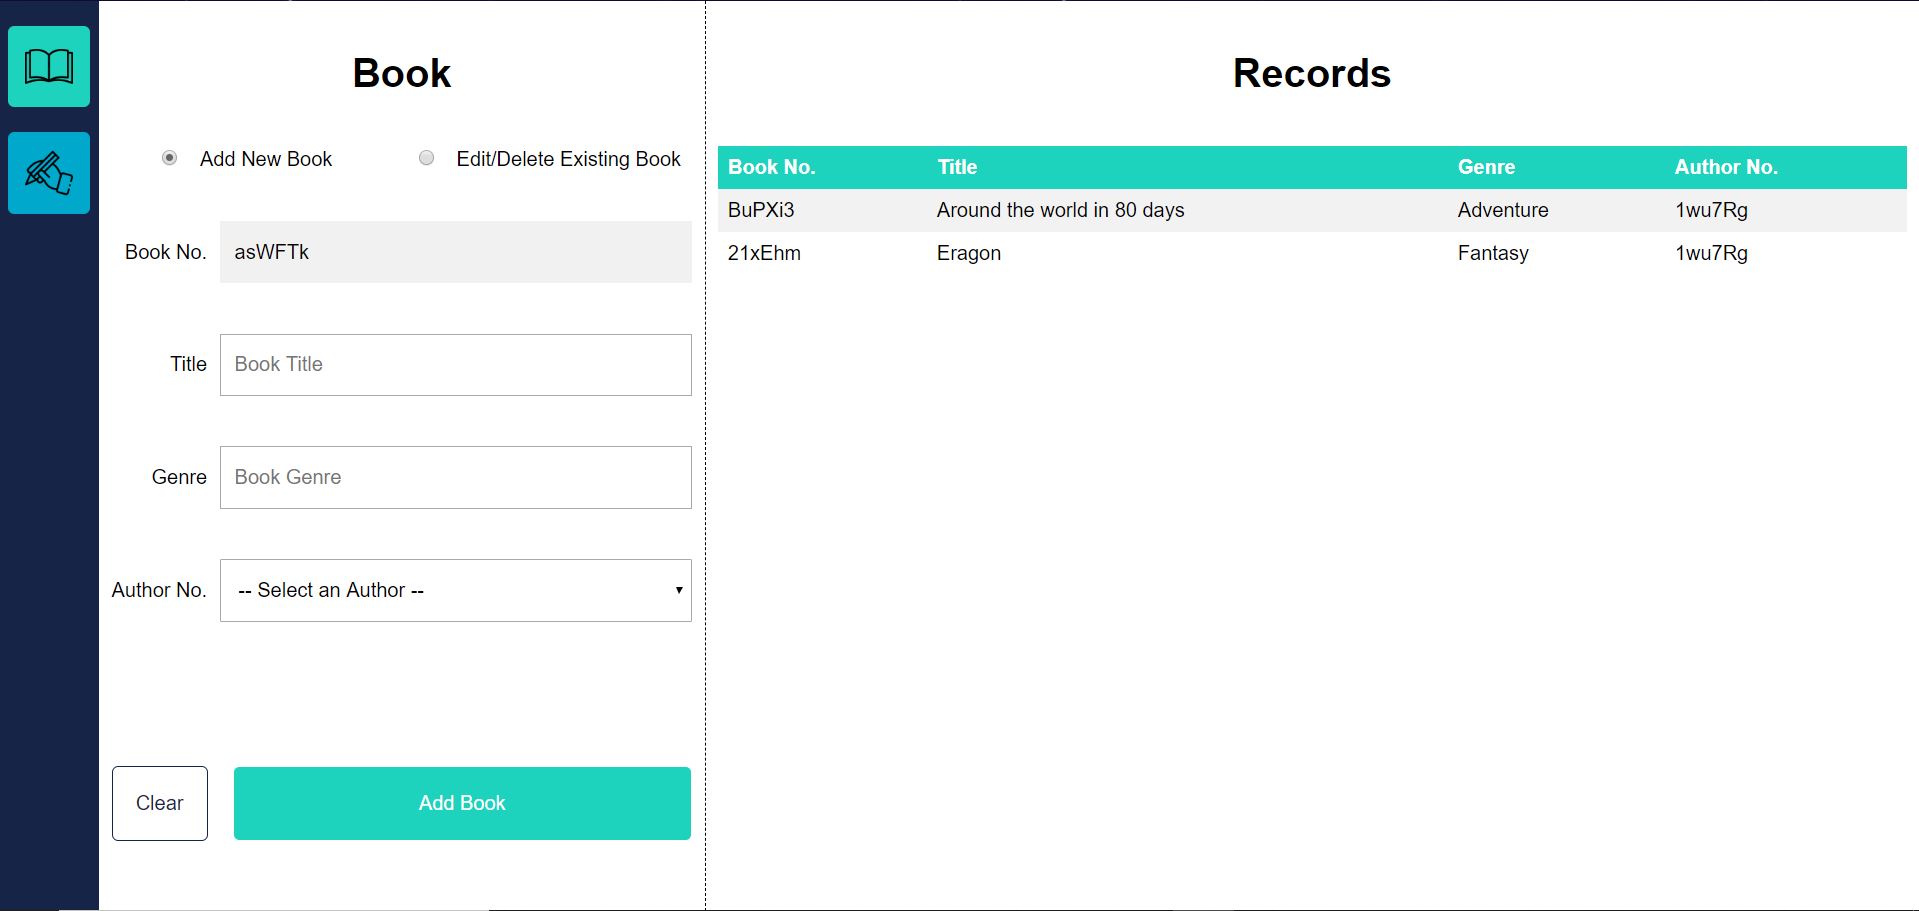 Book
Add New Book Edit/Delete Existing Book
Book No. asWFTk
Title Book Title
Genre Book Genre
Author No. -- Select an Author --
Clear Add Book
Records
Book No. Title Genre Author No.
BuPXi3 Around the world in 80 days Adventure 1wu7Rg
21xEhm Eragon Fantasy 1wu7Rg